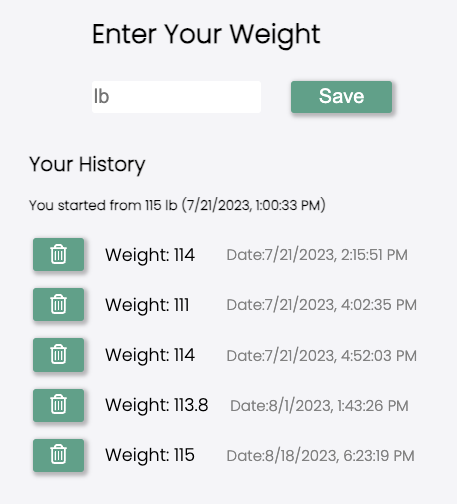 Enter Your Weight
lb
Save
Your History
You started from 115 lb (7/21/2023, 1:00:33 PM)
Weight: 114 Date:7/21/2023, 2:15:51 PM
Weight: 111 Date:7/21/2023, 4:02:35 PM
Weight: 114 Date:7/21/2023, 4:52:03 PM
Weight: 113.8 Date:8/1/2023, 1:43:26 PM
Weight: 115 Date:8/18/2023, 6:23:19 PM